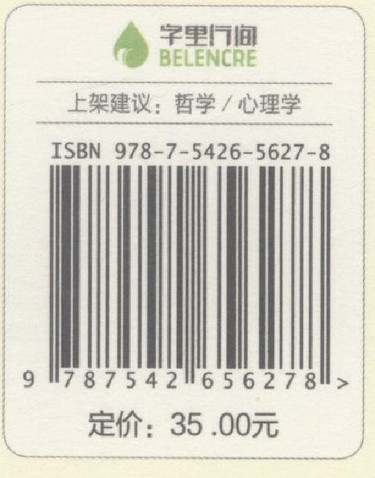 字里行间
BELENCRE
上架建议：哲学／心理学
ISBN 978-7-5426-5627-8
9 787542 656278 >
定价：35.00元